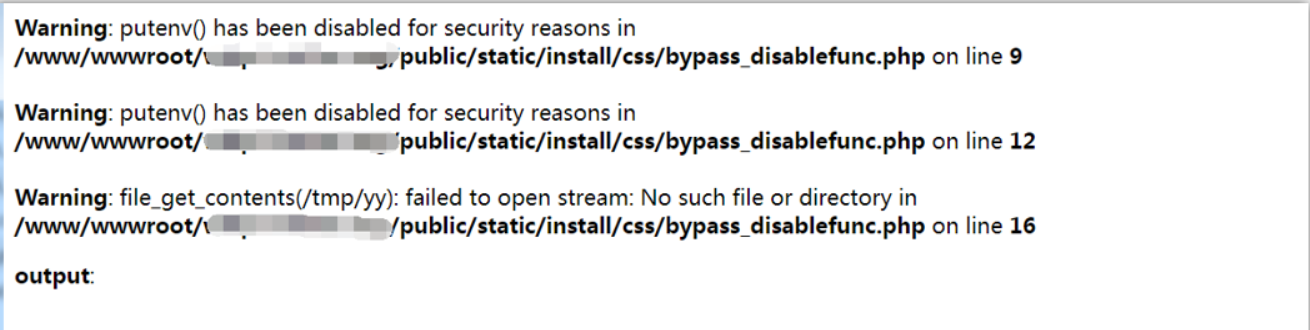 Warning: putenv() has been disabled for security reasons in
/www/wwwroot/ /public/static/install/css/bypass_disablefunc.php on line 9
Warning: putenv() has been disabled for security reasons in
/www/wwwroot/ /public/static/install/css/bypass_disablefunc.php on line 12
Warning: file_get_contents(/tmp/yy): failed to open stream: No such file or directory in
/www/wwwroot/ /public/static/install/css/bypass_disablefunc.php on line 16
output: